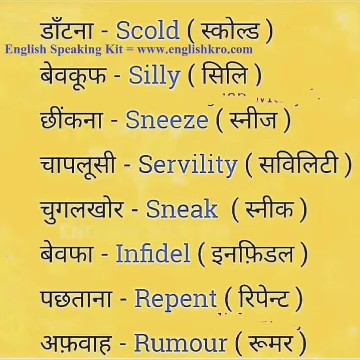 डाँटना - Scold ( स्कोल्ड )
English Speaking Kit = www.englishkro.com
बेवकूफ - Silly ( सिलि )
छींकना - Sneeze ( स्नीज )
चापलूसी - Servility ( सविलिटी )
चुगलखोर - Sneak ( स्नीक )
बेवफा - Infidel ( इनफ़िडल )
पछताना - Repent ( रिपेन्ट )
अफ़वाह - Rumour ( रूमर )